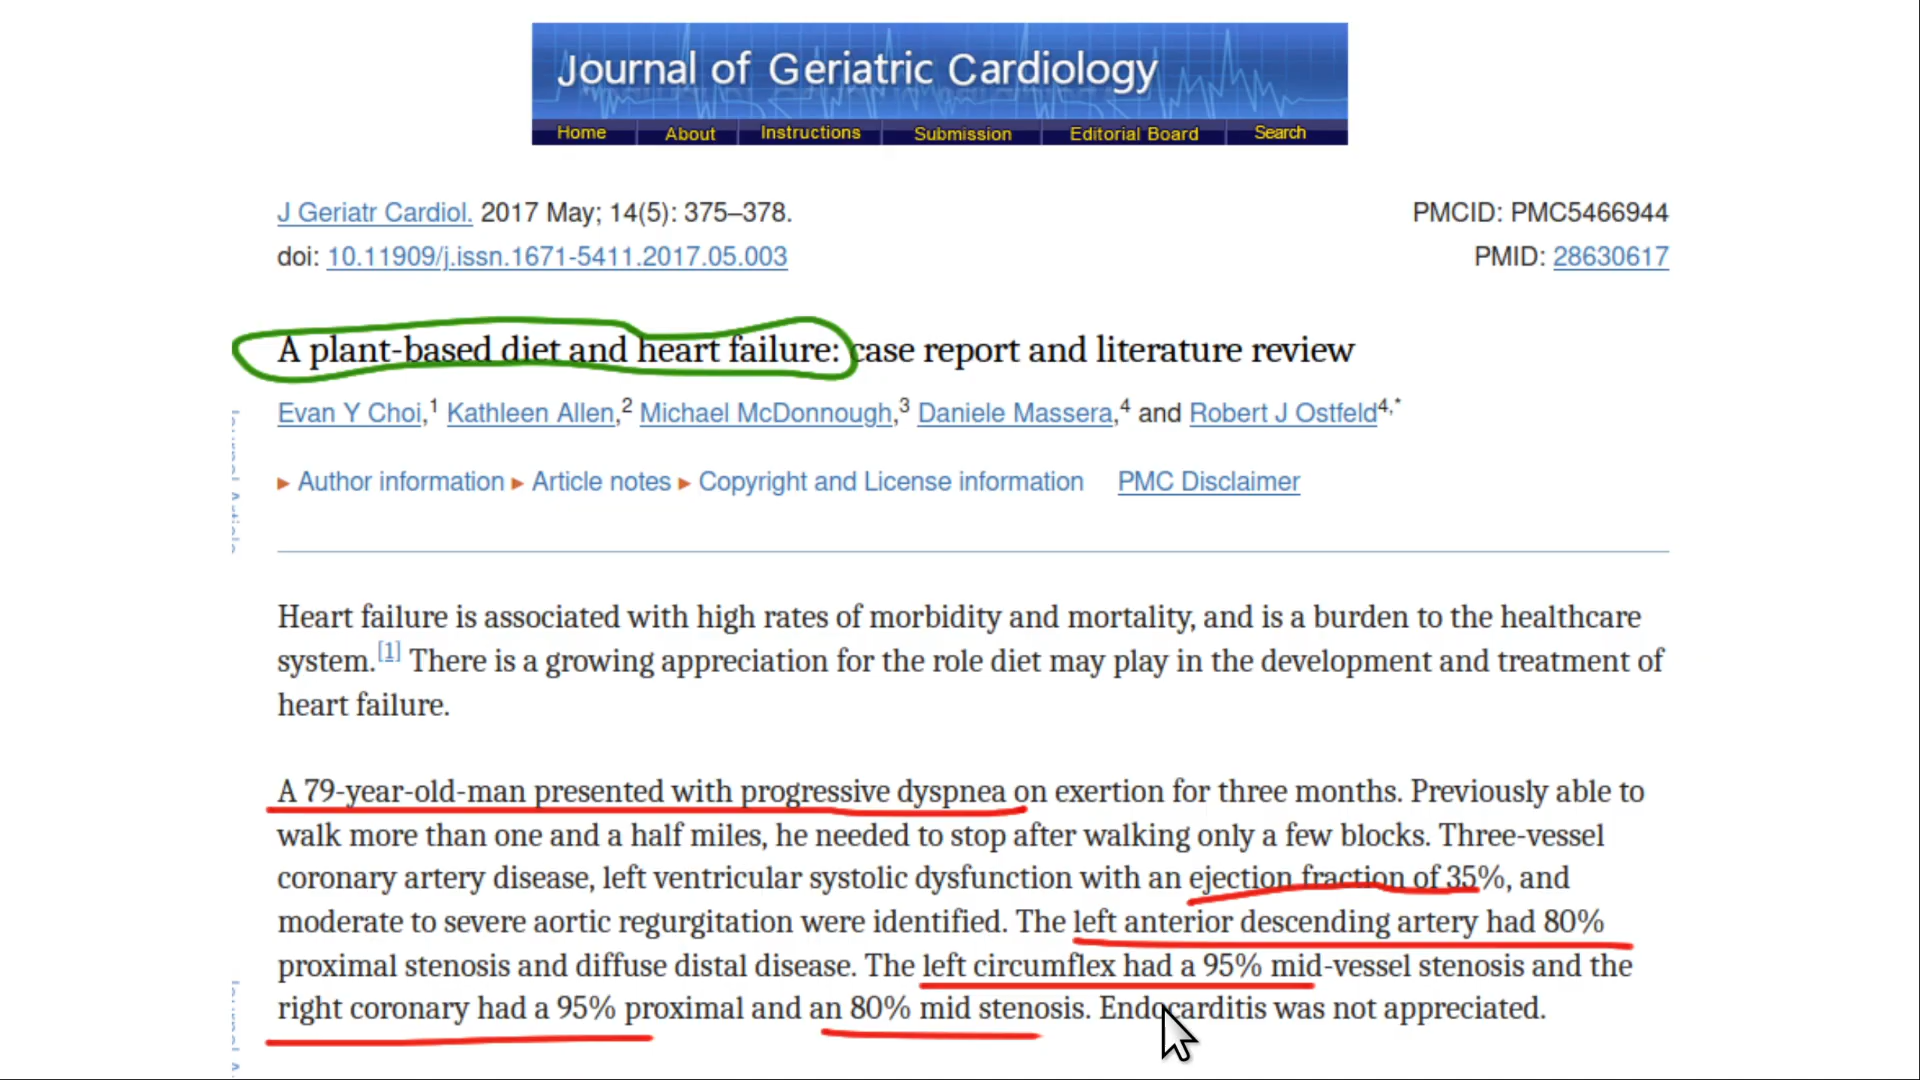 Journal of Geriatric Cardiology
Home About Instructions Submission Editorial Board Search
J Geriatr Cardiol. 2017 May; 14(5): 375–378. PMCID: PMC5466944
doi: 10.11909/j.issn.1671-5411.2017.05.003 PMID: 28630617
A plant-based diet and heart failure: case report and literature review
Evan Y Choi,1 Kathleen Allen,2 Michael McDonnough,3 Daniele Massera,4 and Robert J Ostfeld4,*
▸ Author information ▸ Article notes ▸ Copyright and License information PMC Disclaimer
Heart failure is associated with high rates of morbidity and mortality, and is a burden to the healthcare
system.[1] There is a growing appreciation for the role diet may play in the development and treatment of
heart failure.
A 79-year-old-man presented with progressive dyspnea on exertion for three months. Previously able to
walk more than one and a half miles, he needed to stop after walking only a few blocks. Three-vessel
coronary artery disease, left ventricular systolic dysfunction with an ejection fraction of 35%, and
moderate to severe aortic regurgitation were identified. The left anterior descending artery had 80%
proximal stenosis and diffuse distal disease. The left circumflex had a 95% mid-vessel stenosis and the
right coronary had a 95% proximal and an 80% mid stenosis. Endocarditis was not appreciated.